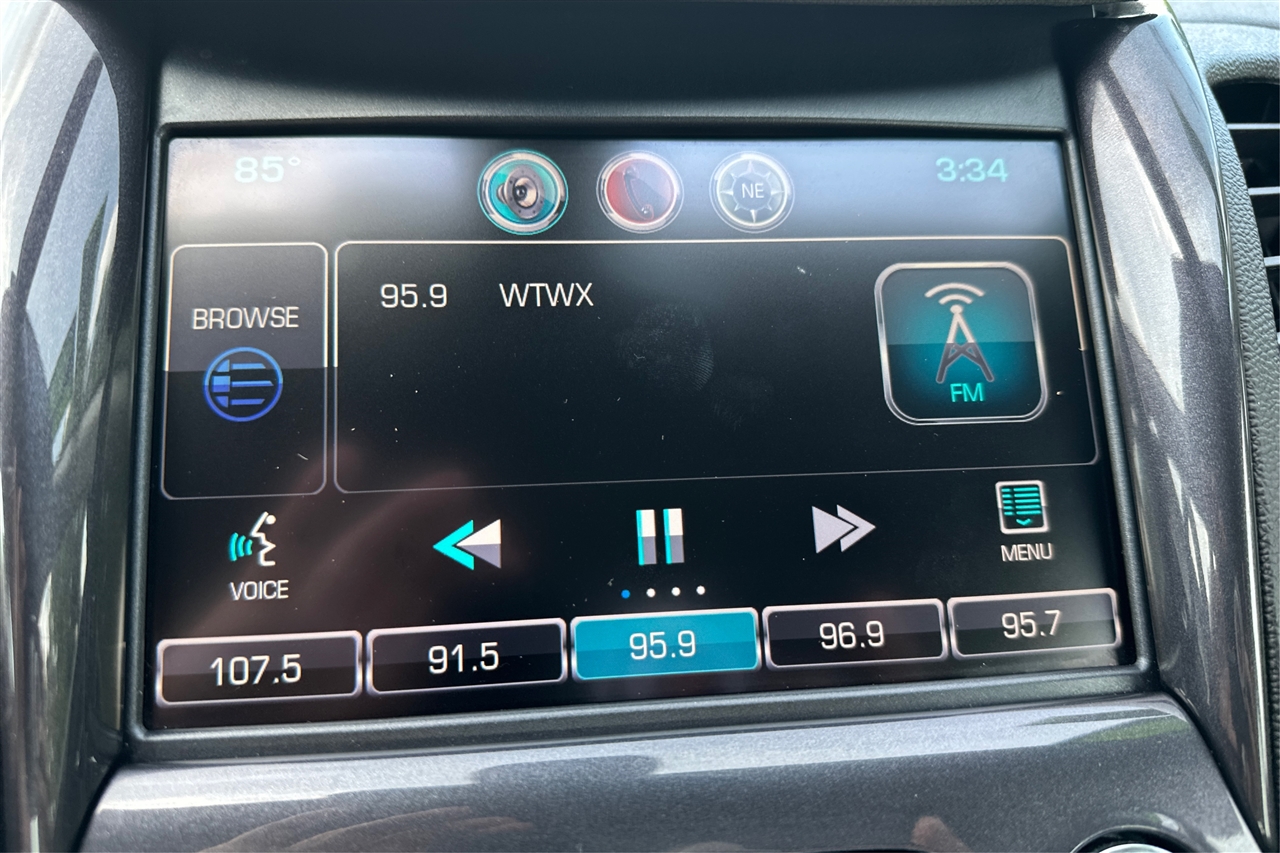 85° NE 3:34
BROWSE
95.9 WTWX
FM
VOICE
MENU
107.5 91.5 95.9 96.9 95.7